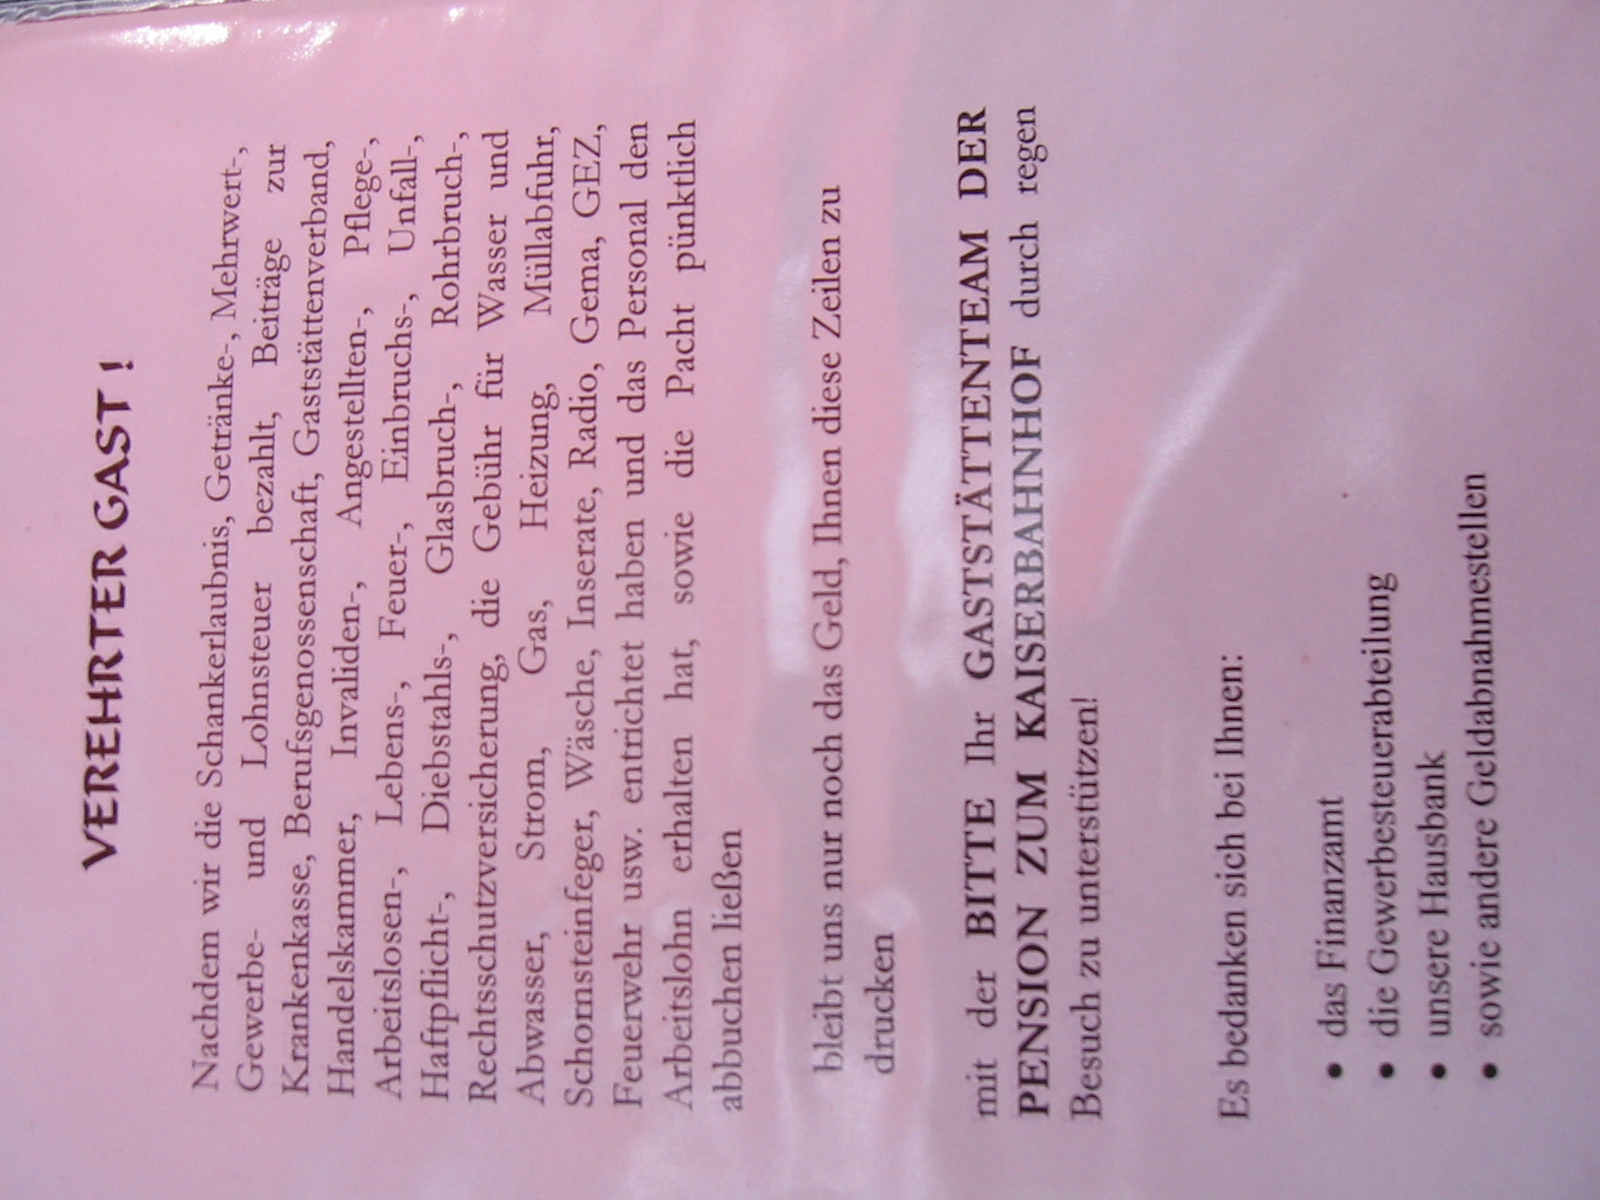 VEREHRTER GAST !
Nachdem wir die Schankerlaubnis, Getränke-, Mehrwert-,
Gewerbe- und Lohnsteuer bezahlt, Beiträge zur
Krankenkasse, Berufsgenossenschaft, Gaststättenverband,
Handelskammer, Invaliden-, Angestellten-, Pflege-,
Arbeitslosen-, Lebens-, Feuer-, Einbruchs-, Unfall-,
Haftpflicht-, Diebstahls-, Glasbruch-, Rohrbruch-,
Rechtsschutzversicherung, die Gebühr für Wasser und
Abwasser, Strom, Gas, Heizung, Müllabfuhr,
Schornsteinfeger, Wäsche, Inserate, Radio, Gema, GEZ,
Feuerwehr usw. entrichtet haben und das Personal den
Arbeitslohn erhalten hat, sowie die Pacht pünktlich
abbuchen ließen
bleibt uns nur noch das Geld, Ihnen diese Zeilen zu
drucken
mit der BITTE Ihr GASTSTÄTTENTEAM DER
PENSION ZUM KAISERBAHNHOF durch regen
Besuch zu unterstützen!
Es bedanken sich bei Ihnen:
• das Finanzamt
• die Gewerbesteuerabteilung
• unsere Hausbank
• sowie andere Geldabnahmestellen